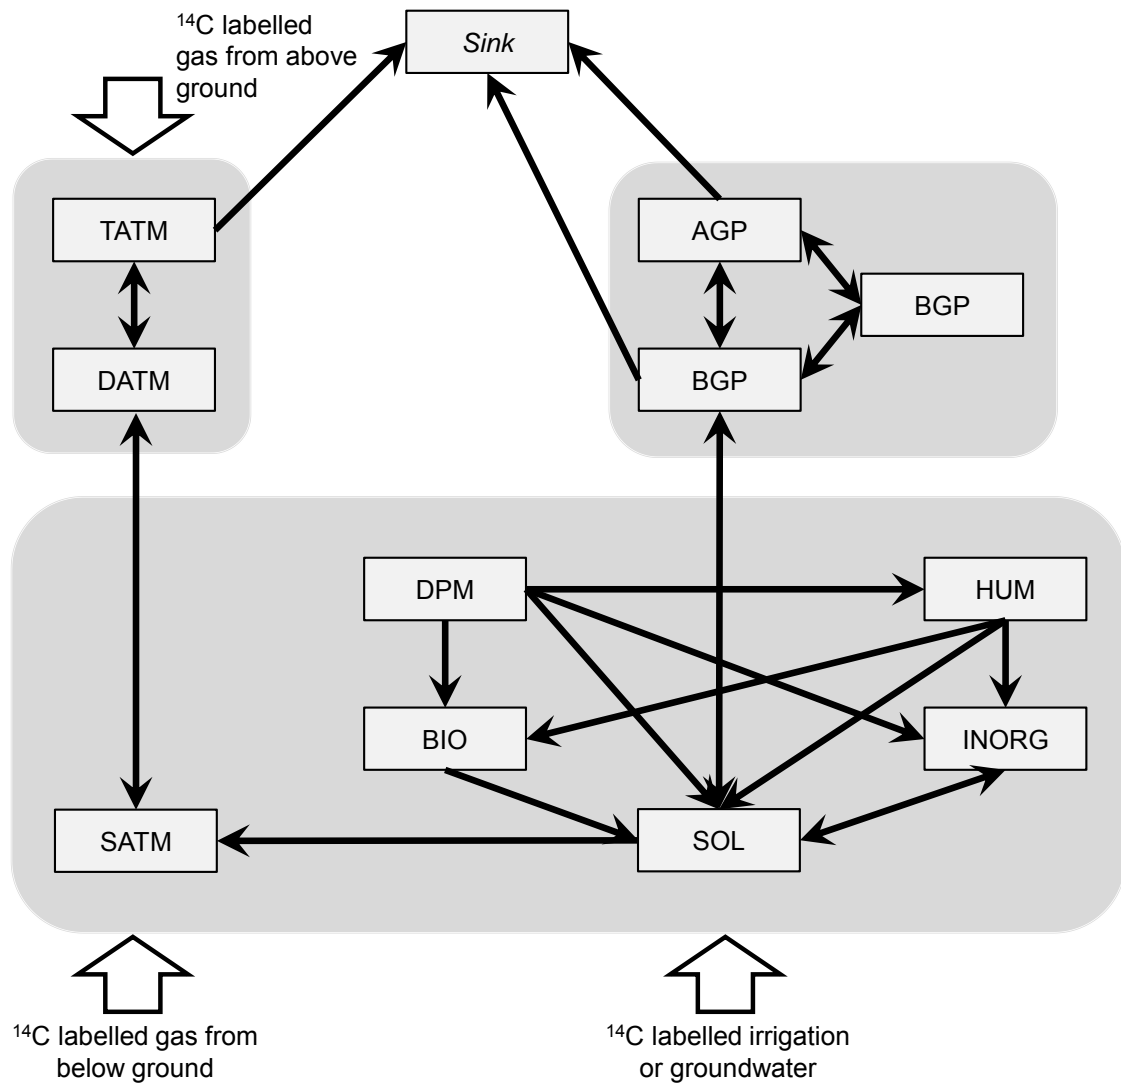 ¹⁴C labelled
gas from above
ground
Sink
TATM
AGP
BGP
DATM
BGP
DPM
HUM
BIO
INORG
SATM
SOL
¹⁴C labelled gas from
below ground
¹⁴C labelled irrigation
or groundwater